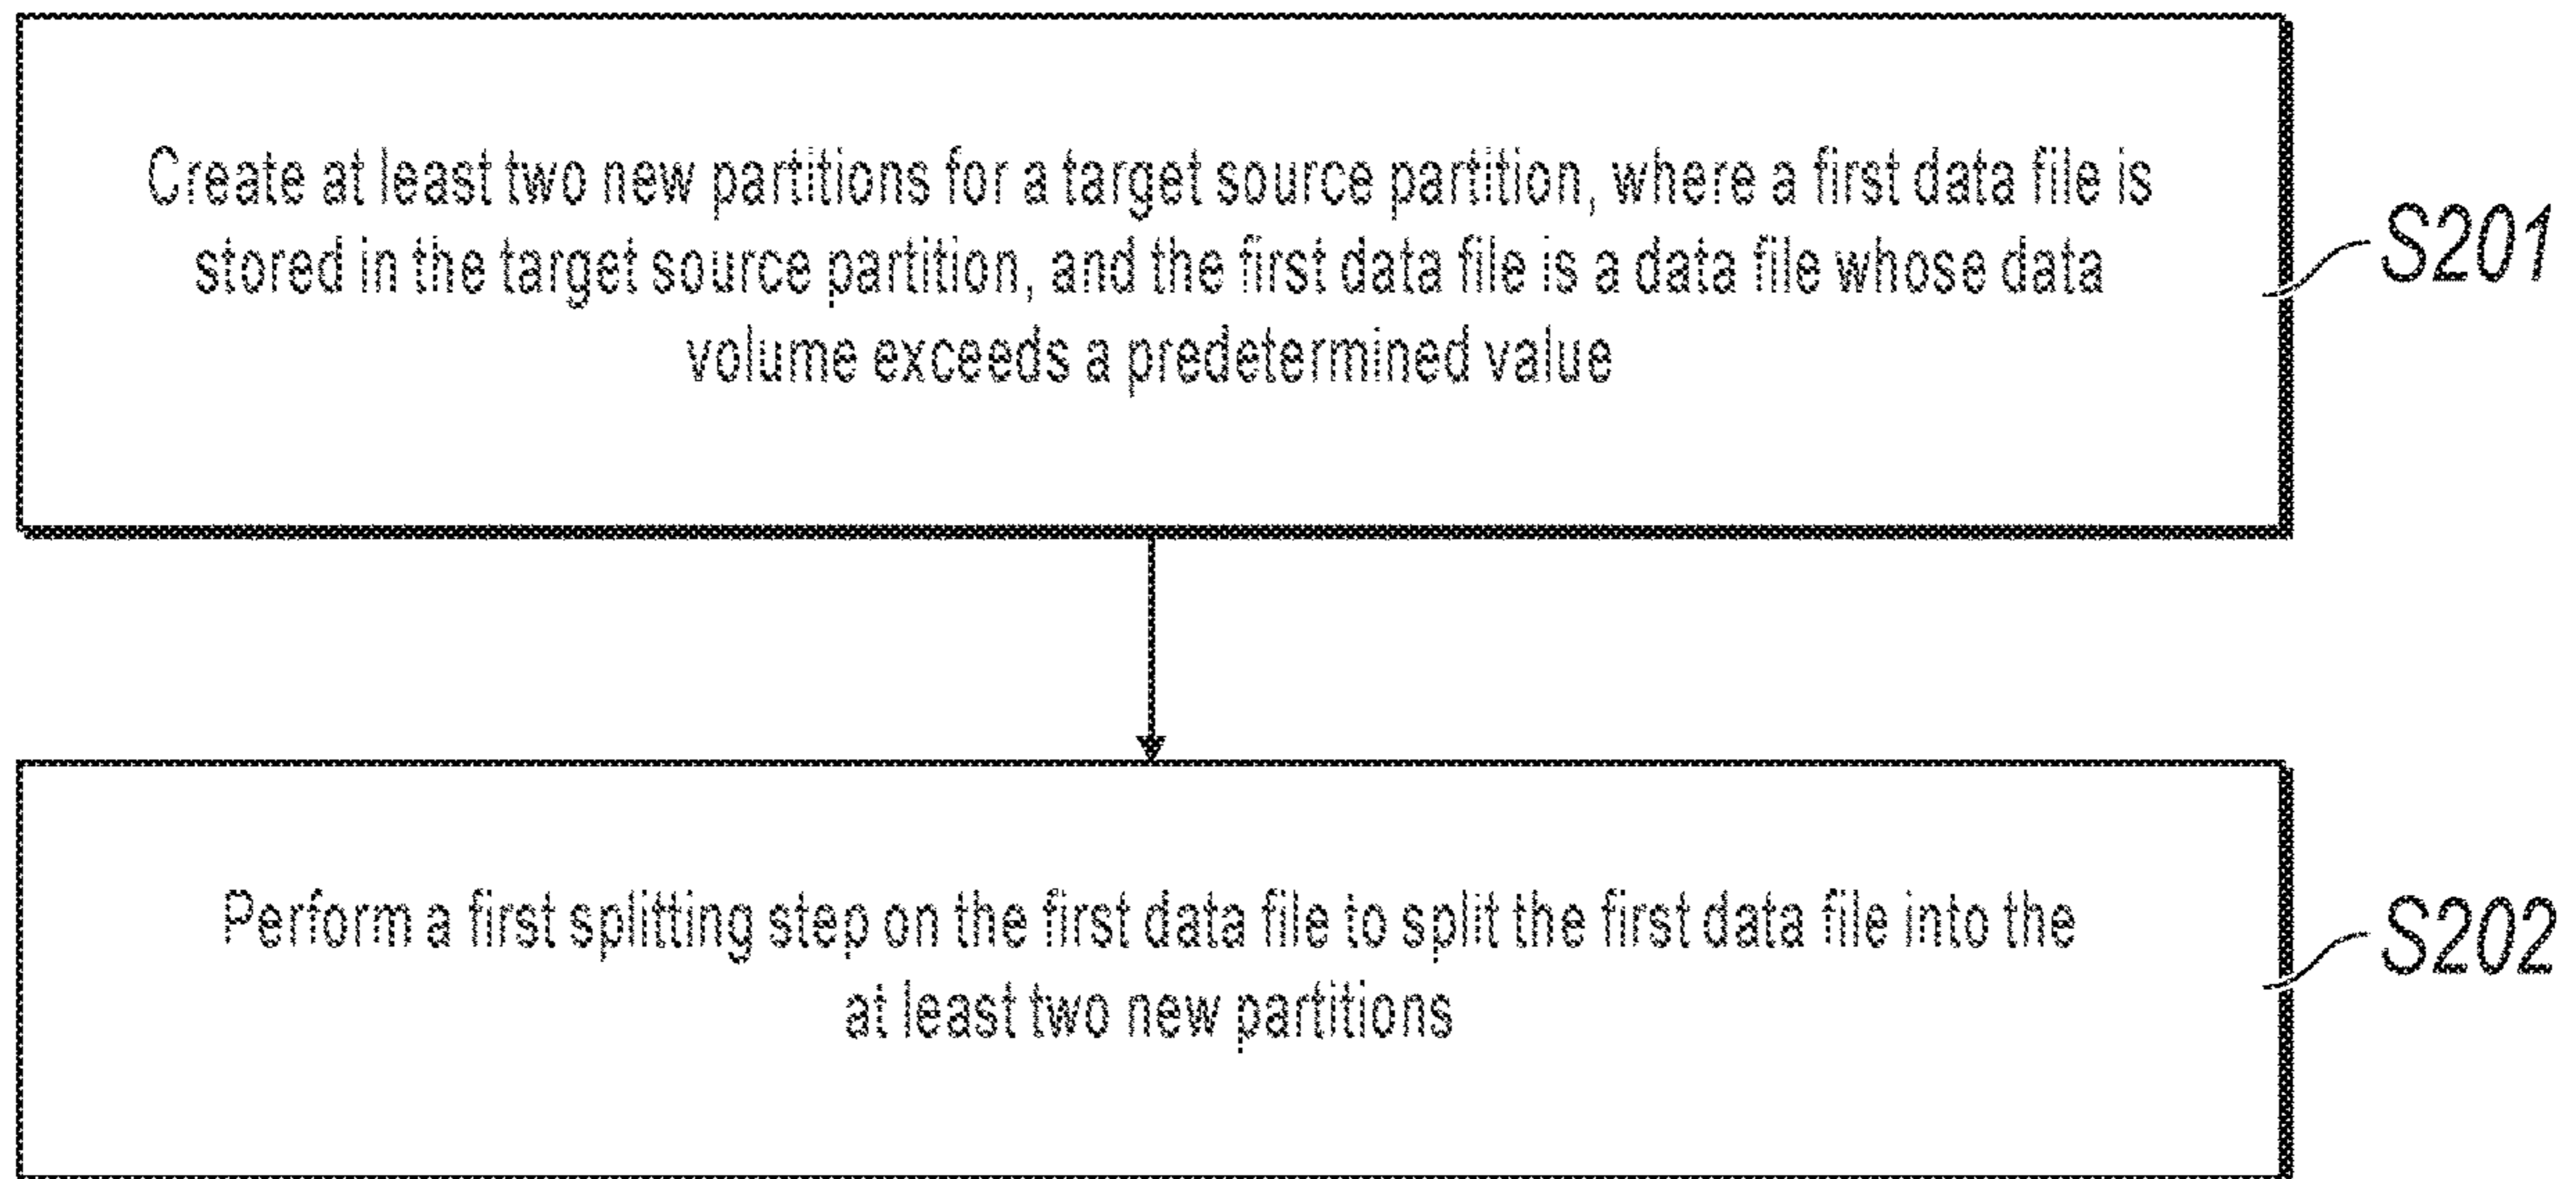 Create at least two new partitions for a target source partition, where a first data file is
stored in the target source partition, and the first data file is a data file whose data
volume exceeds a predetermined value
S201
Perform a first splitting step on the first data file to split the first data file into the
at least two new partitions
S202